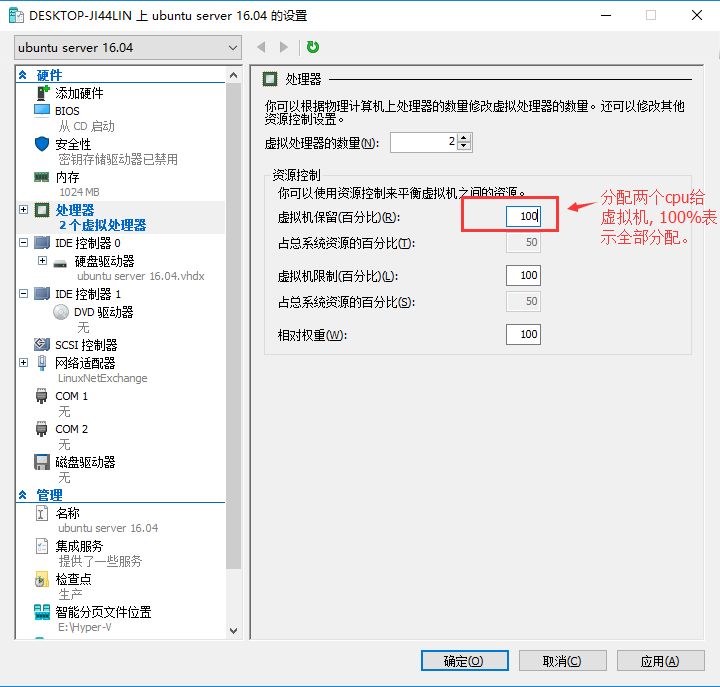 DESKTOP-JI44LIN 上 ubuntu server 16.04 的设置
ubuntu server 16.04
硬件
添加硬件
BIOS
从 CD 启动
安全性
密钥存储驱动器已禁用
内存
1024 MB
处理器
2 个虚拟处理器
IDE 控制器 0
硬盘驱动器
ubuntu server 16.04.vhdx
IDE 控制器 1
DVD 驱动器
无
SCSI 控制器
网络适配器
LinuxNetExchange
COM 1
无
COM 2
无
磁盘驱动器
无
管理
名称
ubuntu server 16.04
集成服务
提供了一些服务
检查点
生产
智能分页文件位置
E:\Hyper-V
处理器
你可以根据物理计算机上处理器的数量修改虚拟处理器的数量。还可以修改其他
资源控制设置。
虚拟处理器的数量(N): 2
资源控制
你可以使用资源控制来平衡虚拟机之间的资源。
虚拟机保留(百分比)(R): 100
占总系统资源的百分比(T): 50
虚拟机限制(百分比)(L): 100
占总系统资源的百分比(S): 50
相对权重(W): 100
分配两个cpu给
虚拟机, 100%表
示全部分配。
确定(O) 取消(C) 应用(A)